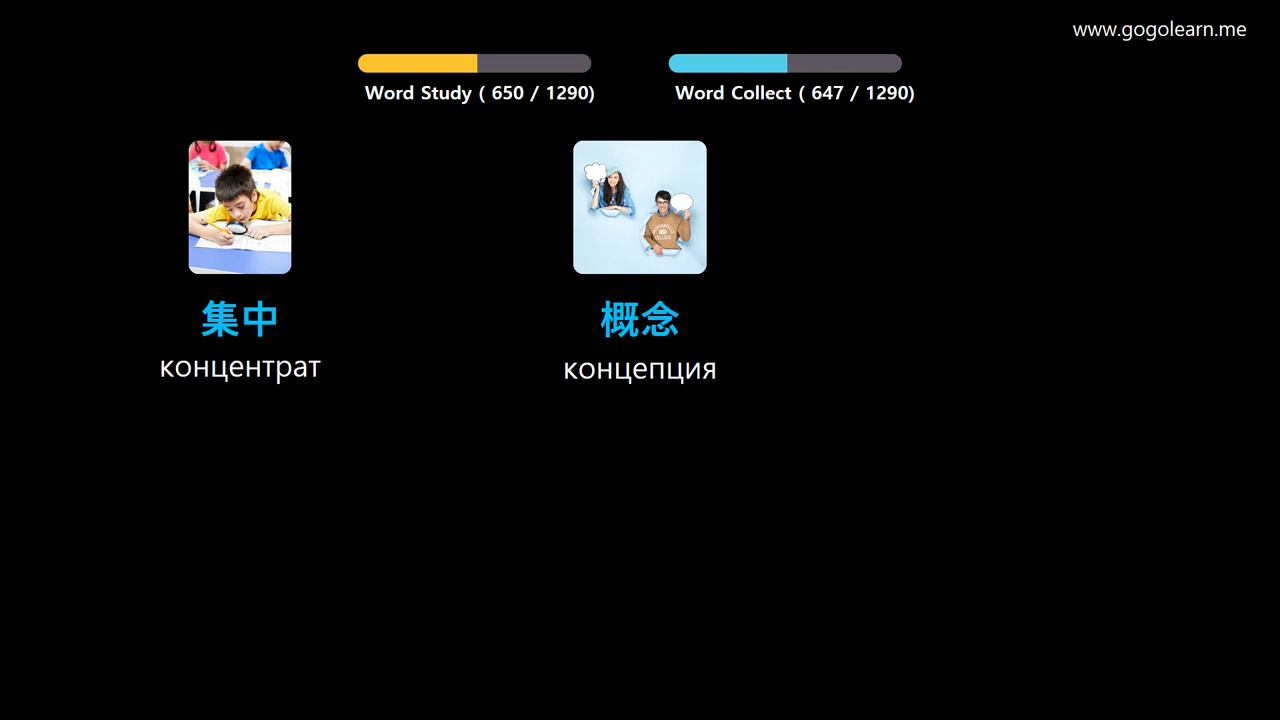 www.gogolearn.me
Word Study ( 650 / 1290)
Word Collect ( 647 / 1290)
集中
концентрат
概念
концепция